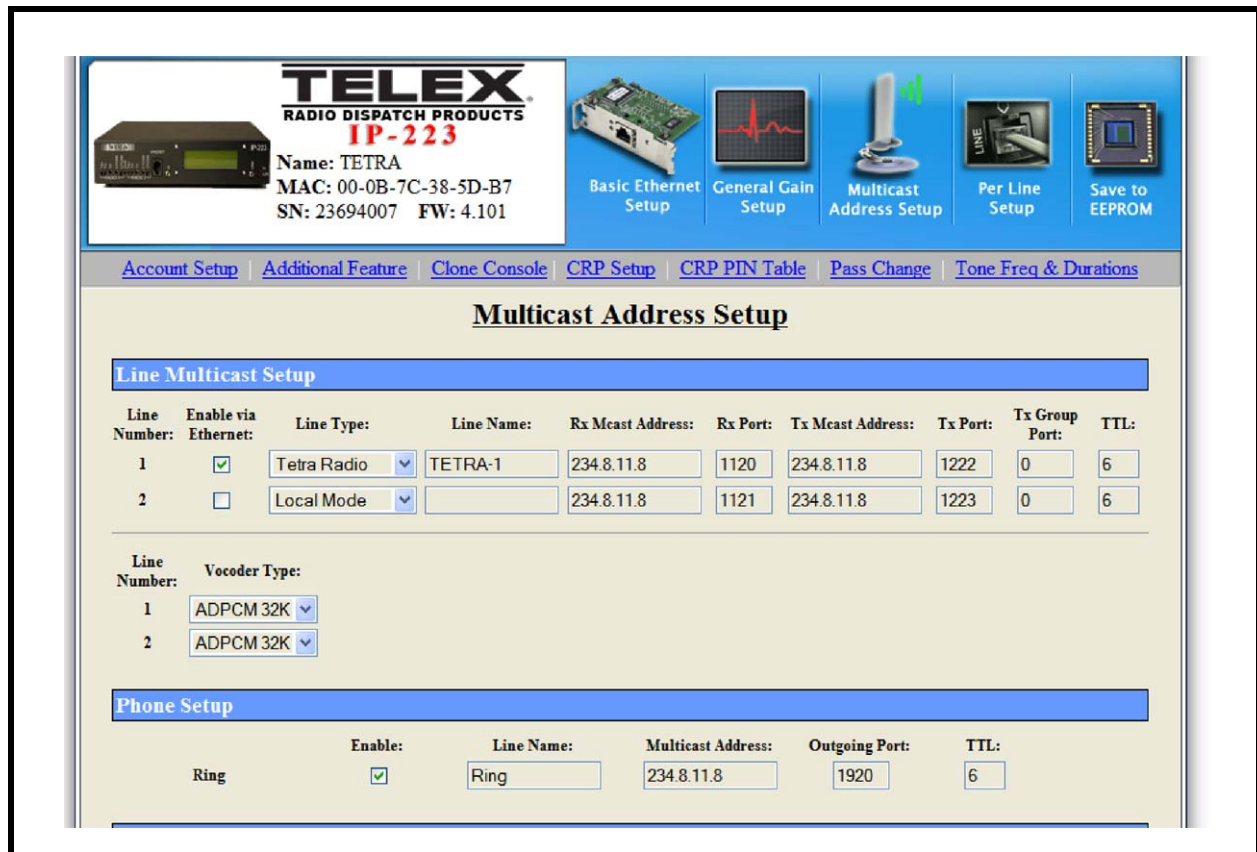 TELEX
RADIO DISPATCH PRODUCTS
IP-223
Name: TETRA
MAC: 00-0B-7C-38-5D-B7
SN: 23694007 FW: 4.101
Basic Ethernet Setup
General Gain Setup
Multicast Address Setup
LINE
Per Line Setup
Save to EEPROM
Account Setup | Additional Feature | Clone Console | CRP Setup | CRP PIN Table | Pass Change | Tone Freq & Durations
Multicast Address Setup
Line Multicast Setup
Line Number: Enable via Ethernet: Line Type: Line Name: Rx Mcast Address: Rx Port: Tx Mcast Address: Tx Port: Tx Group Port: TTL:
1 Tetra Radio TETRA-1 234.8.11.8 1120 234.8.11.8 1222 0 6
2 Local Mode 234.8.11.8 1121 234.8.11.8 1223 0 6
Line Number: Vocoder Type:
1 ADPCM 32K
2 ADPCM 32K
Phone Setup
Enable: Line Name: Multicast Address: Outgoing Port: TTL:
Ring Ring 234.8.11.8 1920 6